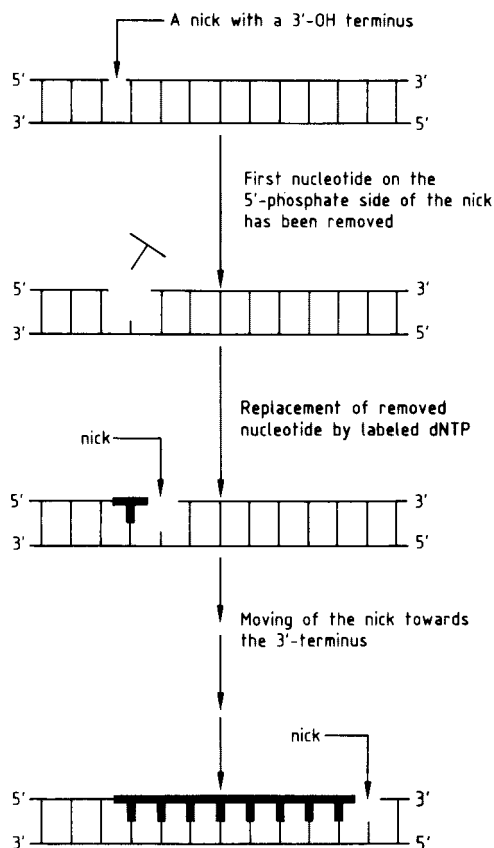 A nick with a 3'-OH terminus
5' 3'
3' 5'
First nucleotide on the
5'-phosphate side of the nick
has been removed
5' 3'
3' 5'
Replacement of removed
nucleotide by labeled dNTP
nick
5' 3'
3' 5'
Moving of the nick towards
the 3'-terminus
nick
5' 3'
3' 5'